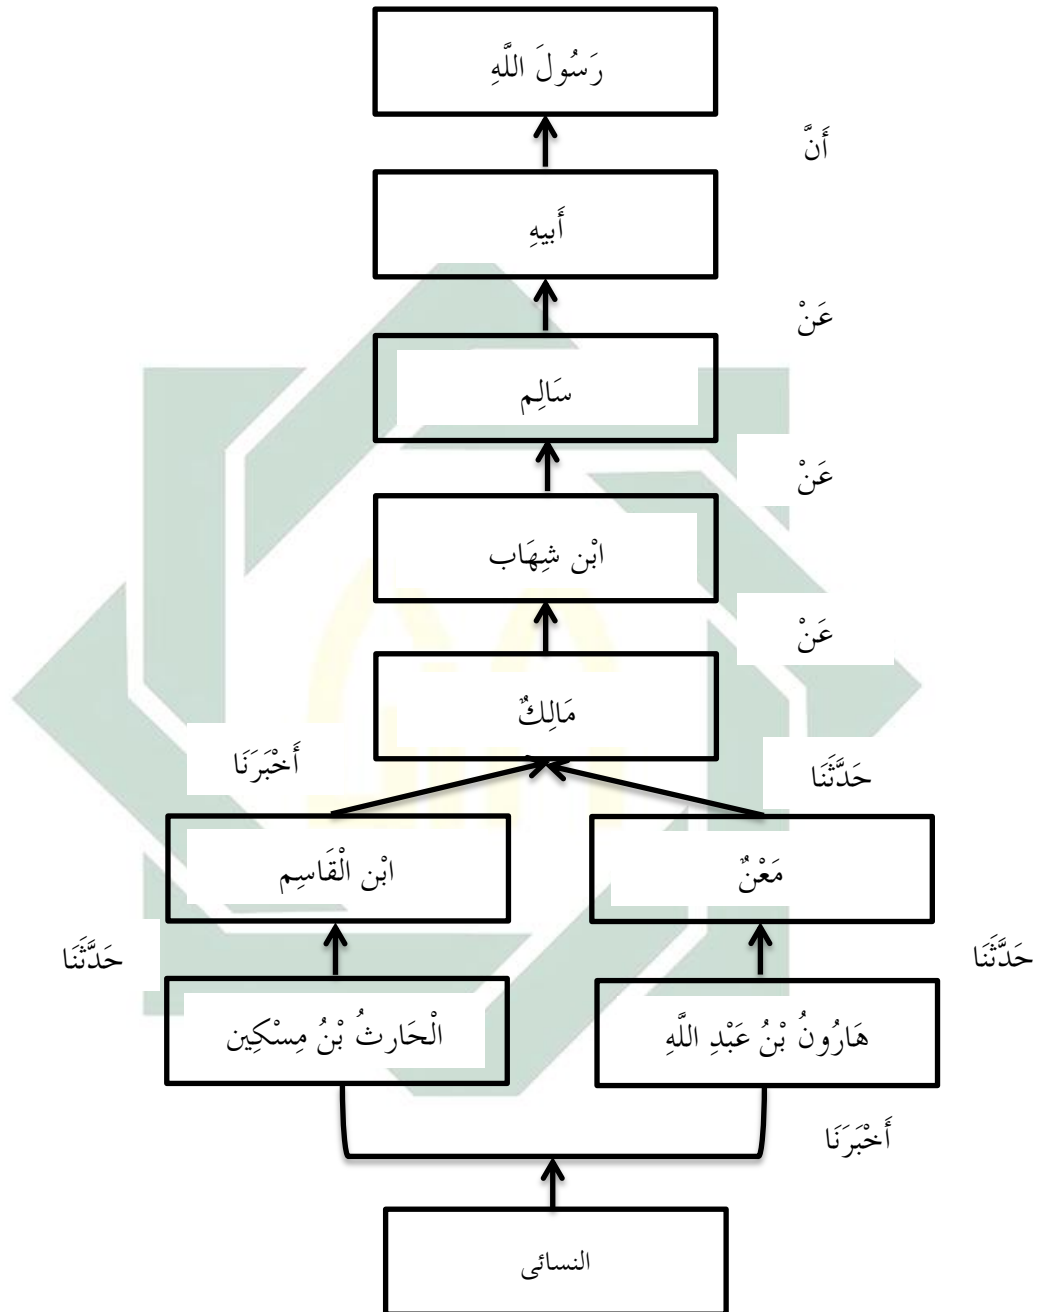 رَسُولَ اللَّهِ
أَنَّ
أَبِيهِ
عَنْ
سَالِم
عَنْ
ابْن شِهَاب
عَنْ
مَالِكٌ
حَدَّثَنَا
أَخْبَرَنَا
مَعْنٌ
ابْن الْقَاسِم
حَدَّثَنَا
حَدَّثَنَا
هَارُونُ بْنُ عَبْدِ اللَّهِ
الْحَارِثُ بْنُ مِسْكِين
أَخْبَرَنَا
النسائى